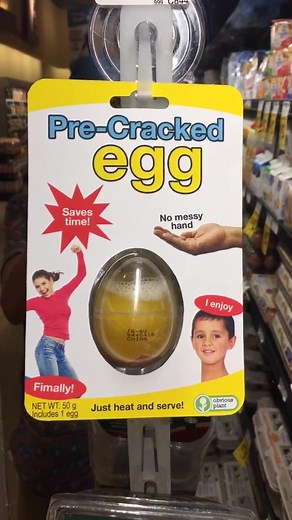 Pre-Cracked
egg
Saves
time!
No messy
hand
I enjoy
Fimally!
NET WT: 50 g
Includes 1 egg
Just heat and serve!
obvious
plant
CHINA